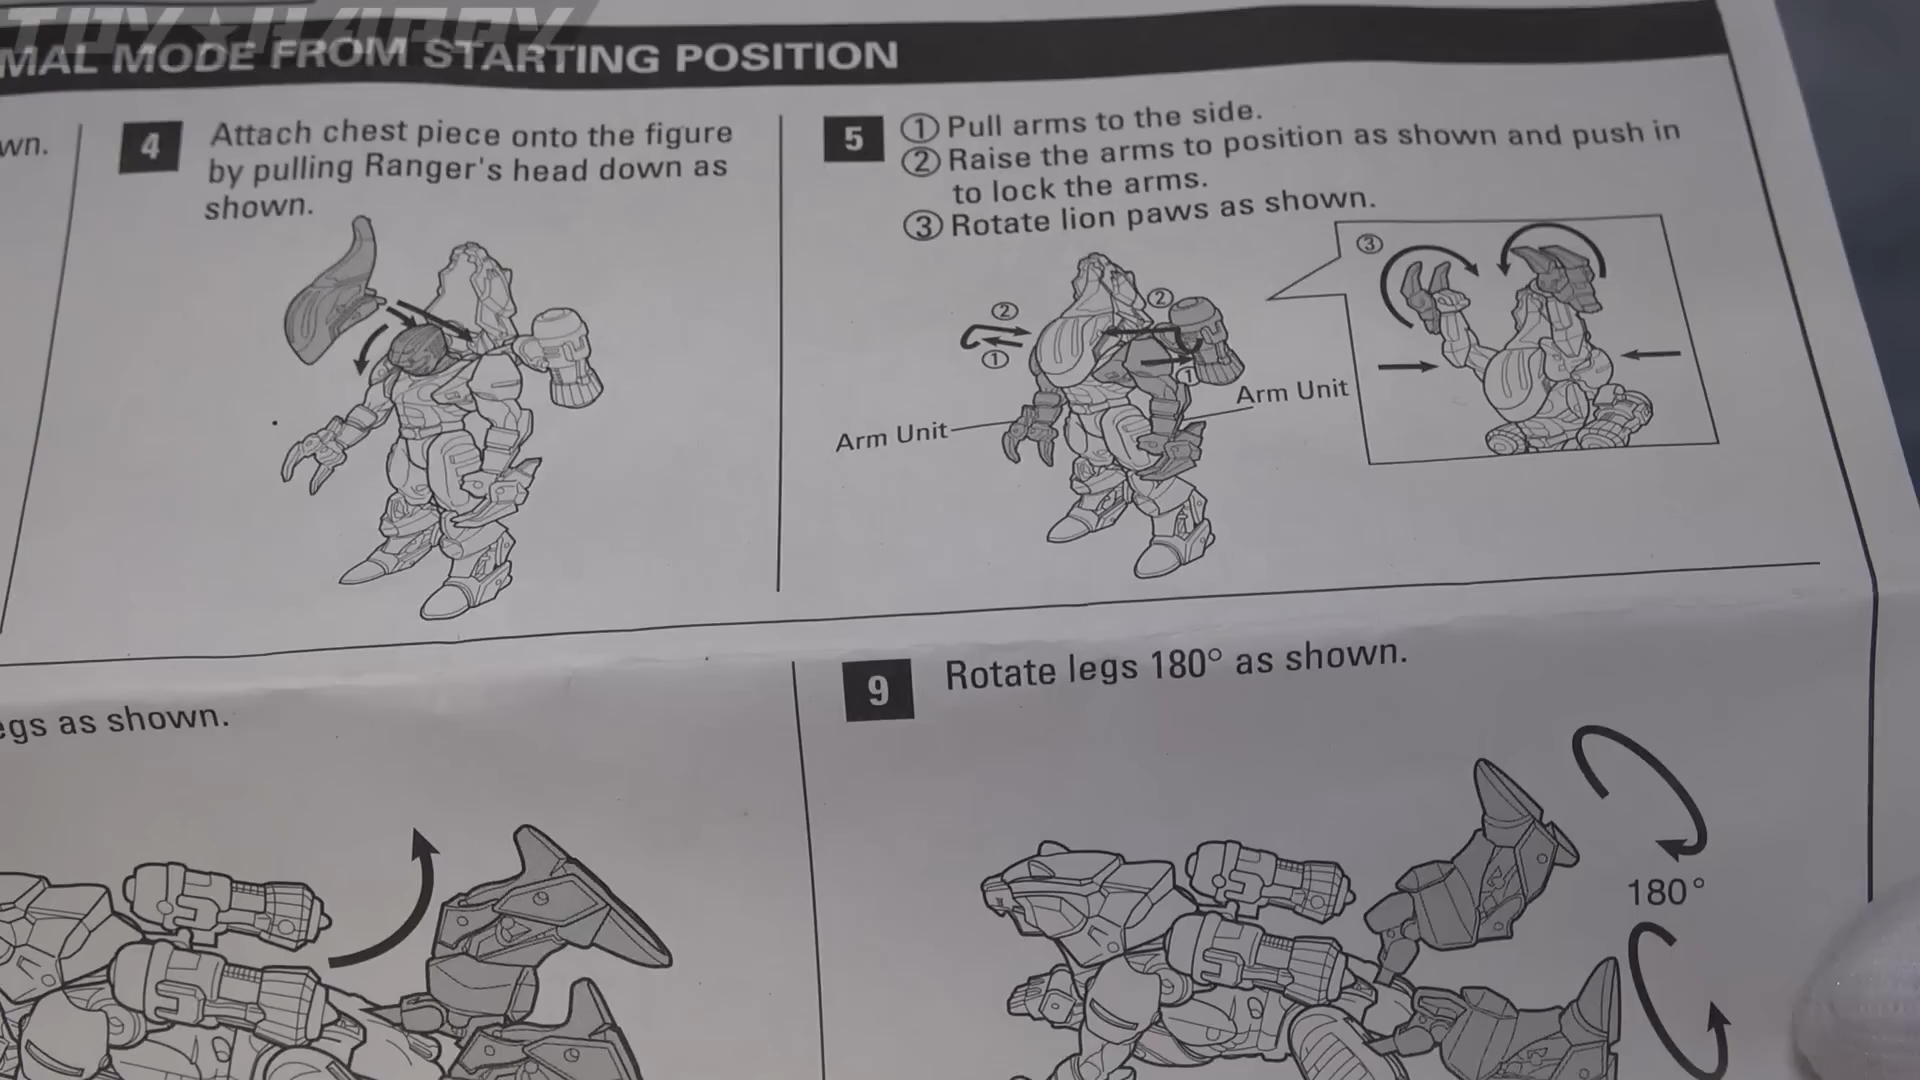 TOY★HAPPY
MAL MODE FROM STARTING POSITION
wn.
4
Attach chest piece onto the figure
by pulling Ranger's head down as
shown.
5
① Pull arms to the side.
② Raise the arms to position as shown and push in
to lock the arms.
③ Rotate lion paws as shown.
③
②
①
②
①
Arm Unit
Arm Unit
egs as shown.
9
Rotate legs 180° as shown.
180°